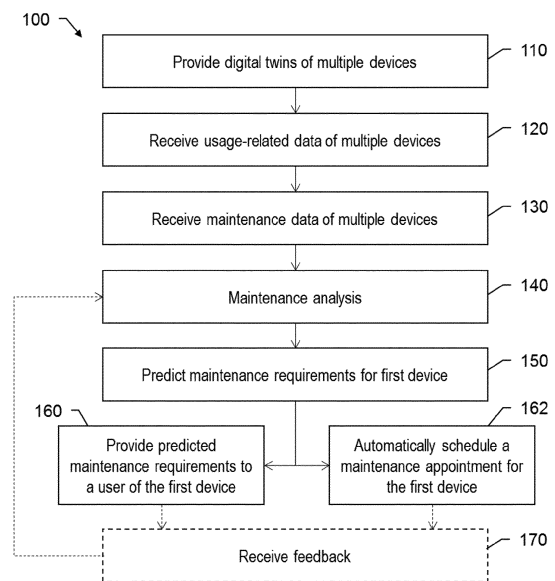 100
Provide digital twins of multiple devices
110
Receive usage-related data of multiple devices
120
Receive maintenance data of multiple devices
130
Maintenance analysis
140
Predict maintenance requirements for first device
150
160
Provide predicted
maintenance requirements to
a user of the first device
162
Automatically schedule a
maintenance appointment for
the first device
Receive feedback
170